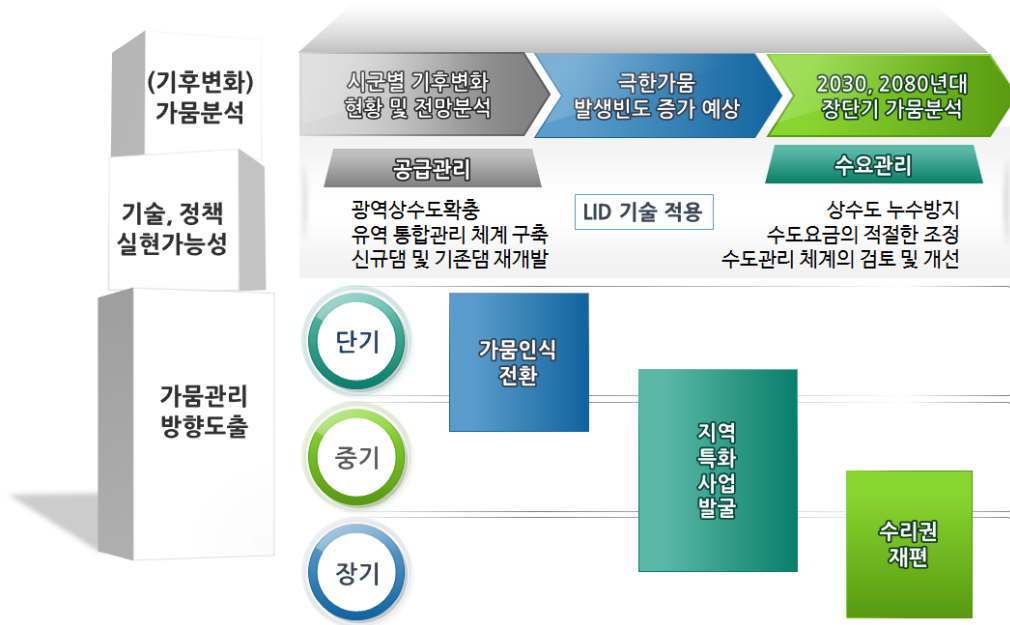 (기후변화)
가뭄분석
시군별 기후변화
현황 및 전망분석
극한가뭄
발생빈도 증가 예상
2030, 2080년대
장단기 가뭄분석
기술, 정책
실현가능성
공급관리
광역상수도확충
유역 통합관리 체계 구축
신규댐 및 기존댐 재개발
LID 기술 적용
수요관리
상수도 누수방지
수도요금의 적절한 조정
수도관리 체계의 검토 및 개선
가뭄관리
방향도출
단기
중기
장기
가뭄인식
전환
지역
특화
사업
발굴
수리권
재편